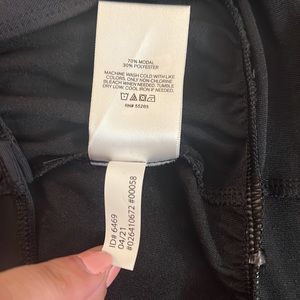 70% MODAL
30% POLYESTER
MACHINE WASH COLD WITH LIKE
COLORS. ONLY NON-CHLORINE
BLEACH WHEN NEEDED. TUMBLE
DRY LOW. COOL IRON IF NEEDED.
RN# 55285
ID# 6469
04/21
#026410672 #00058